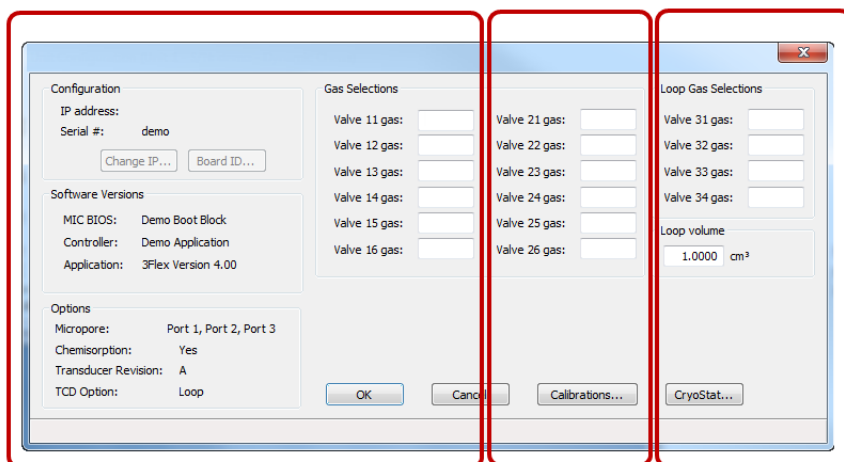 Configuration
IP address:
Serial #: demo
Change IP... Board ID...
Software Versions
MIC BIOS: Demo Boot Block
Controller: Demo Application
Application: 3Flex Version 4.00
Options
Micropore: Port 1, Port 2, Port 3
Chemisorption: Yes
Transducer Revision: A
TCD Option: Loop
Gas Selections
Valve 11 gas: Valve 21 gas:
Valve 12 gas: Valve 22 gas:
Valve 13 gas: Valve 23 gas:
Valve 14 gas: Valve 24 gas:
Valve 15 gas: Valve 25 gas:
Valve 16 gas: Valve 26 gas:
Loop Gas Selections
Valve 31 gas:
Valve 32 gas:
Valve 33 gas:
Valve 34 gas:
Loop volume
1.0000 cm³
OK Cancel Calibrations... CryoStat...